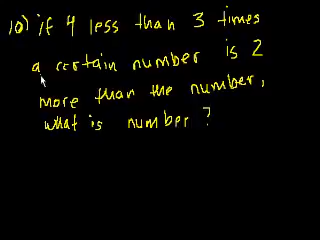 10) if 4 less than 3 times
a certain number is 2
more than the number,
what is number?